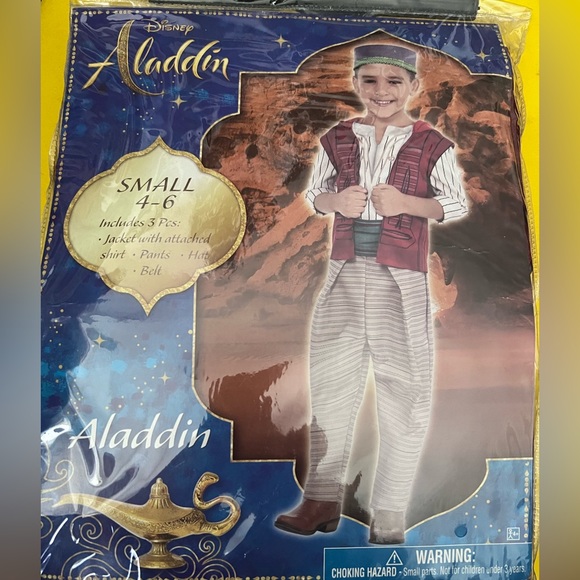 Disney
Aladdin
SMALL
4-6
Includes 3 Pcs:
• Jacket with attached
shirt • Pants • Hat
• Belt
Aladdin
WARNING:
CHOKING HAZARD - Small parts. Not for children under 3 years.